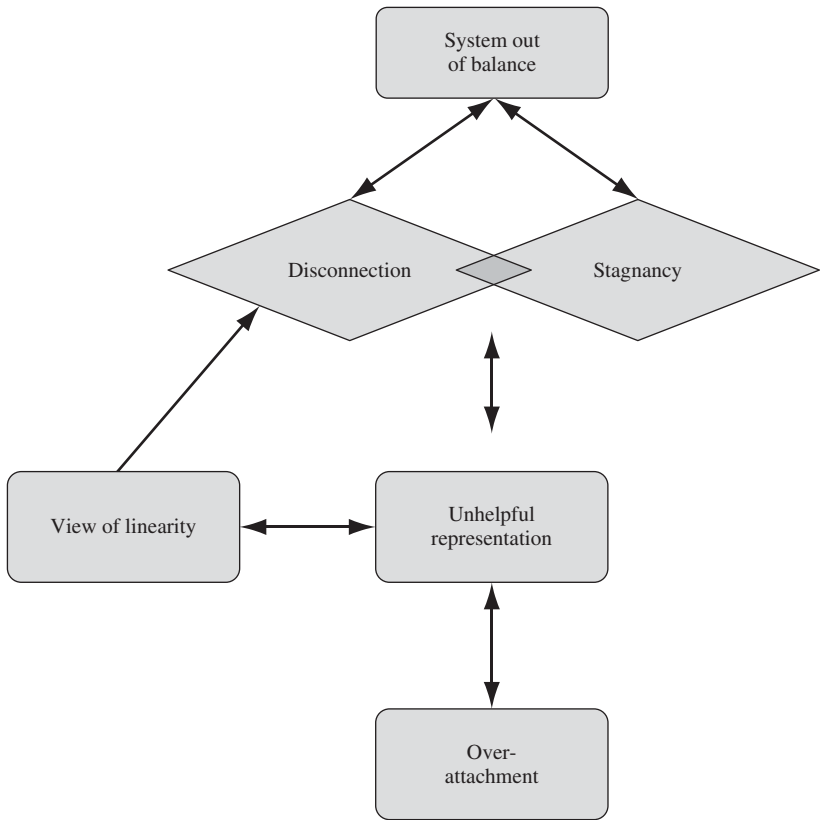 System out
of balance
Disconnection
Stagnancy
View of linearity
Unhelpful
representation
Over-
attachment